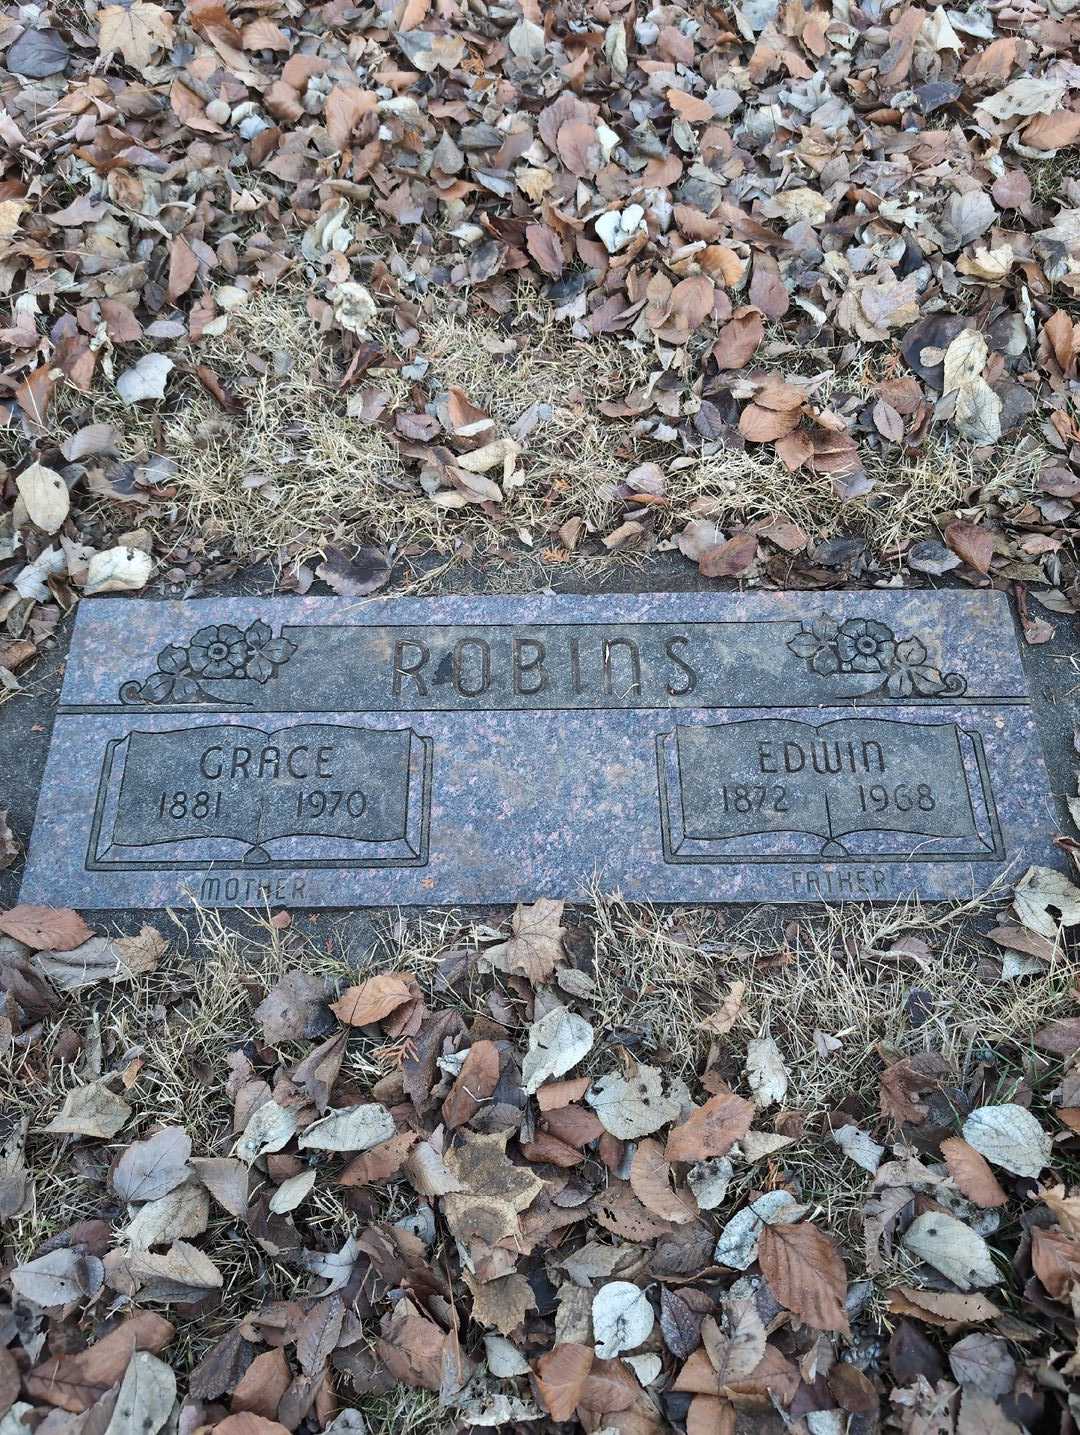 ROBINS
GRACE
1881 1970
MOTHER
EDWIN
1872 1968
FATHER